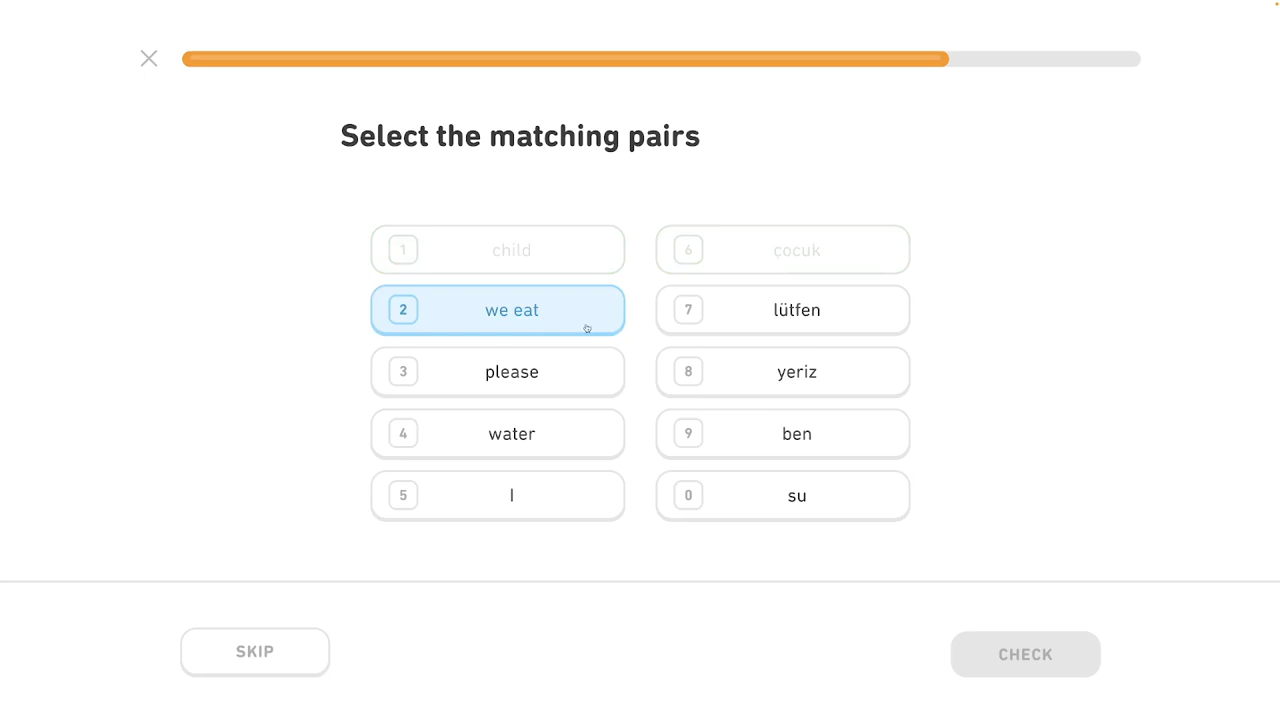 Select the matching pairs
1 child
6 çocuk
2 we eat
7 lütfen
3 please
8 yeriz
4 water
9 ben
5 I
0 su
SKIP
CHECK